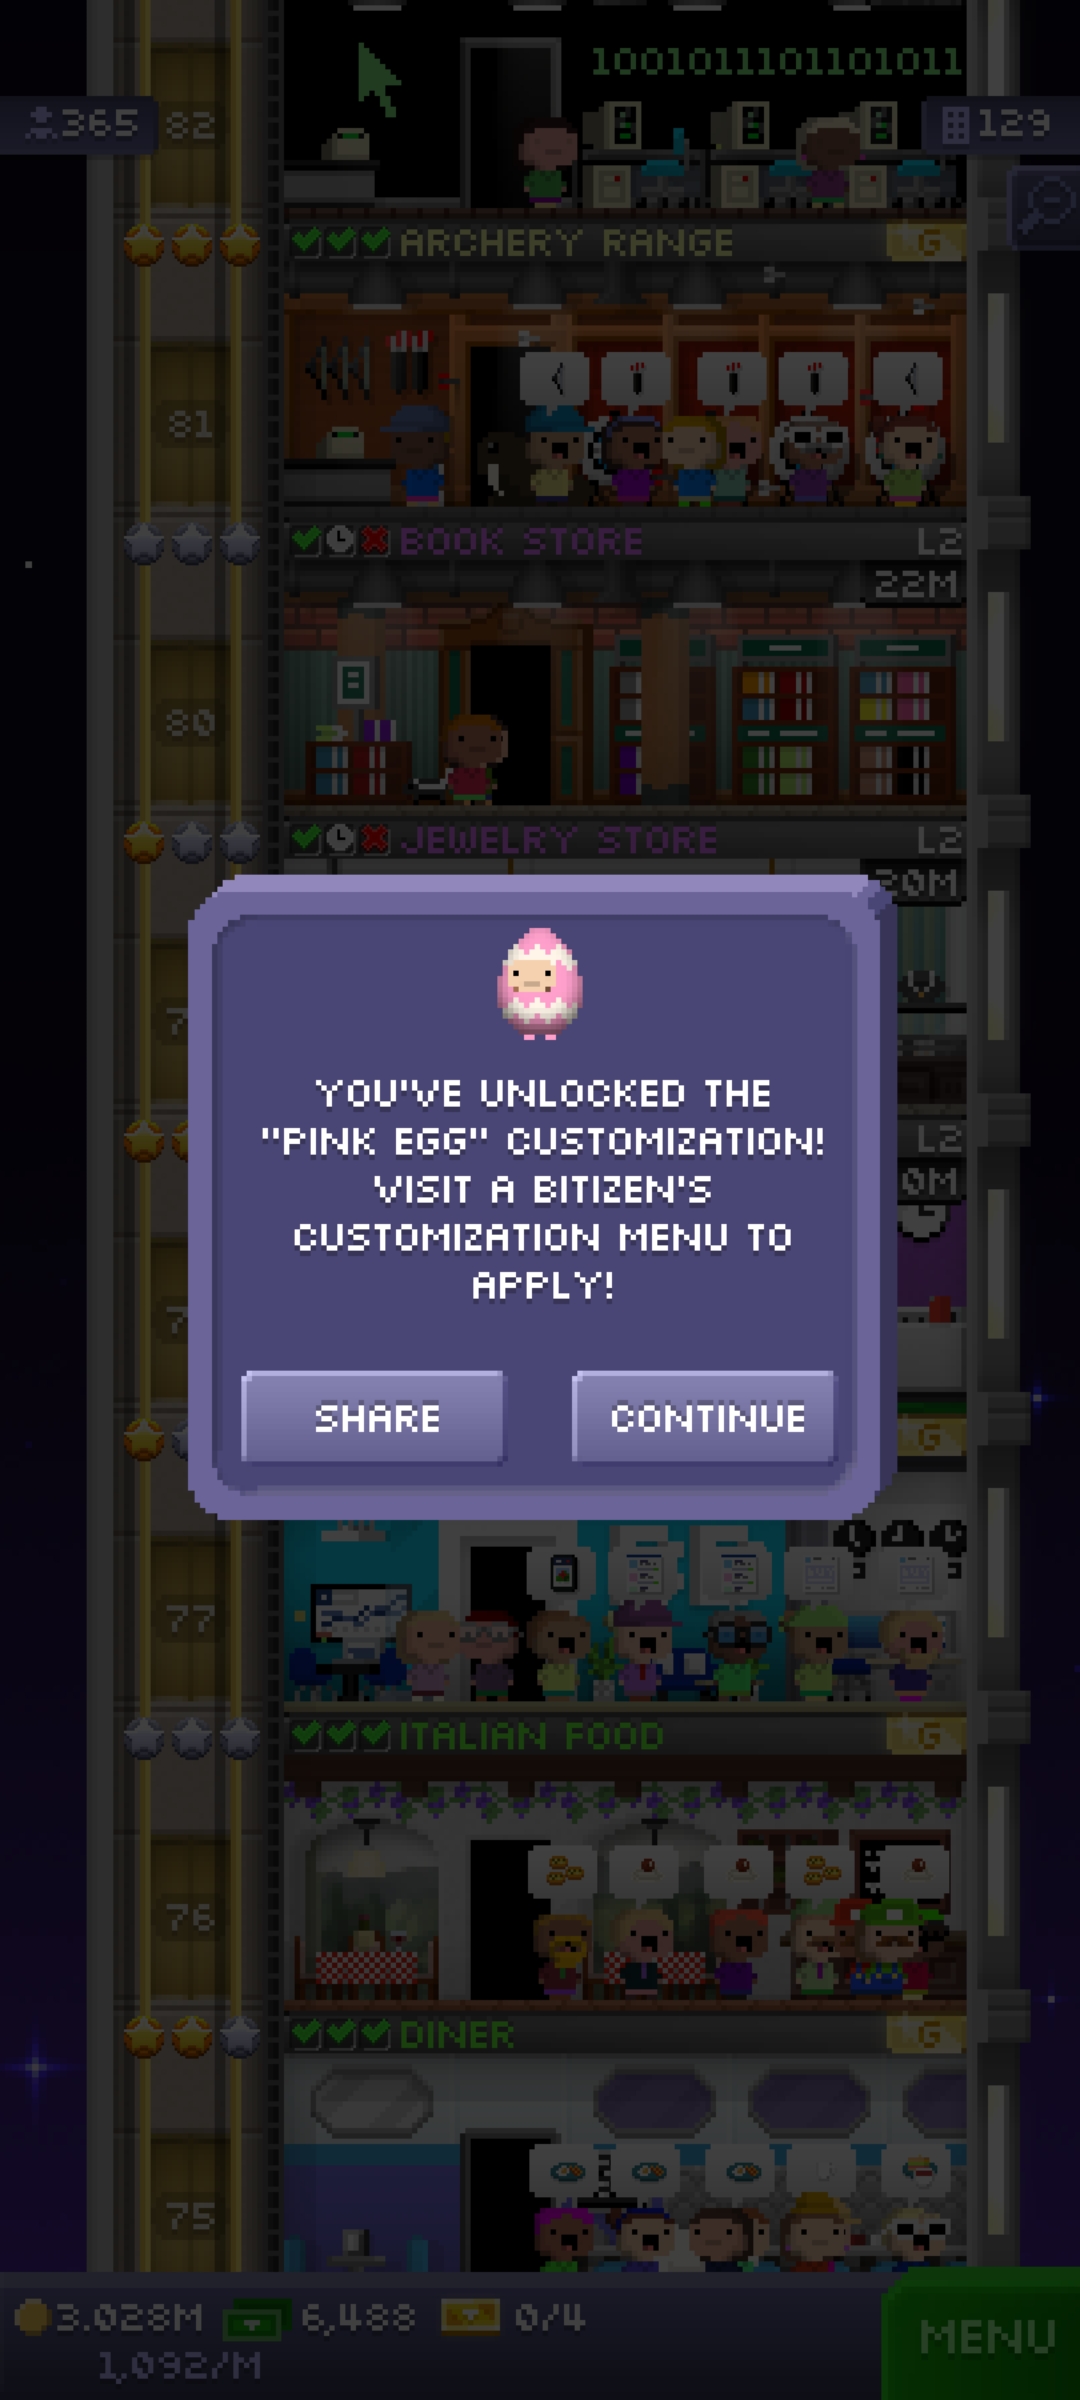 1001011101101011
365
82
129
ARCHERY RANGE
G
81
BOOK STORE
L2
22M
80
JEWELRY STORE
L2
YOU'VE UNLOCKED THE
"PINK EGG" CUSTOMIZATION!
VISIT A BITIZEN'S
CUSTOMIZATION MENU TO
APPLY!
L2
SHARE
CONTINUE
G
77
ITALIAN FOOD
G
76
DINER
G
75
3.028M
6,488
0/4
MENU
1,092/M